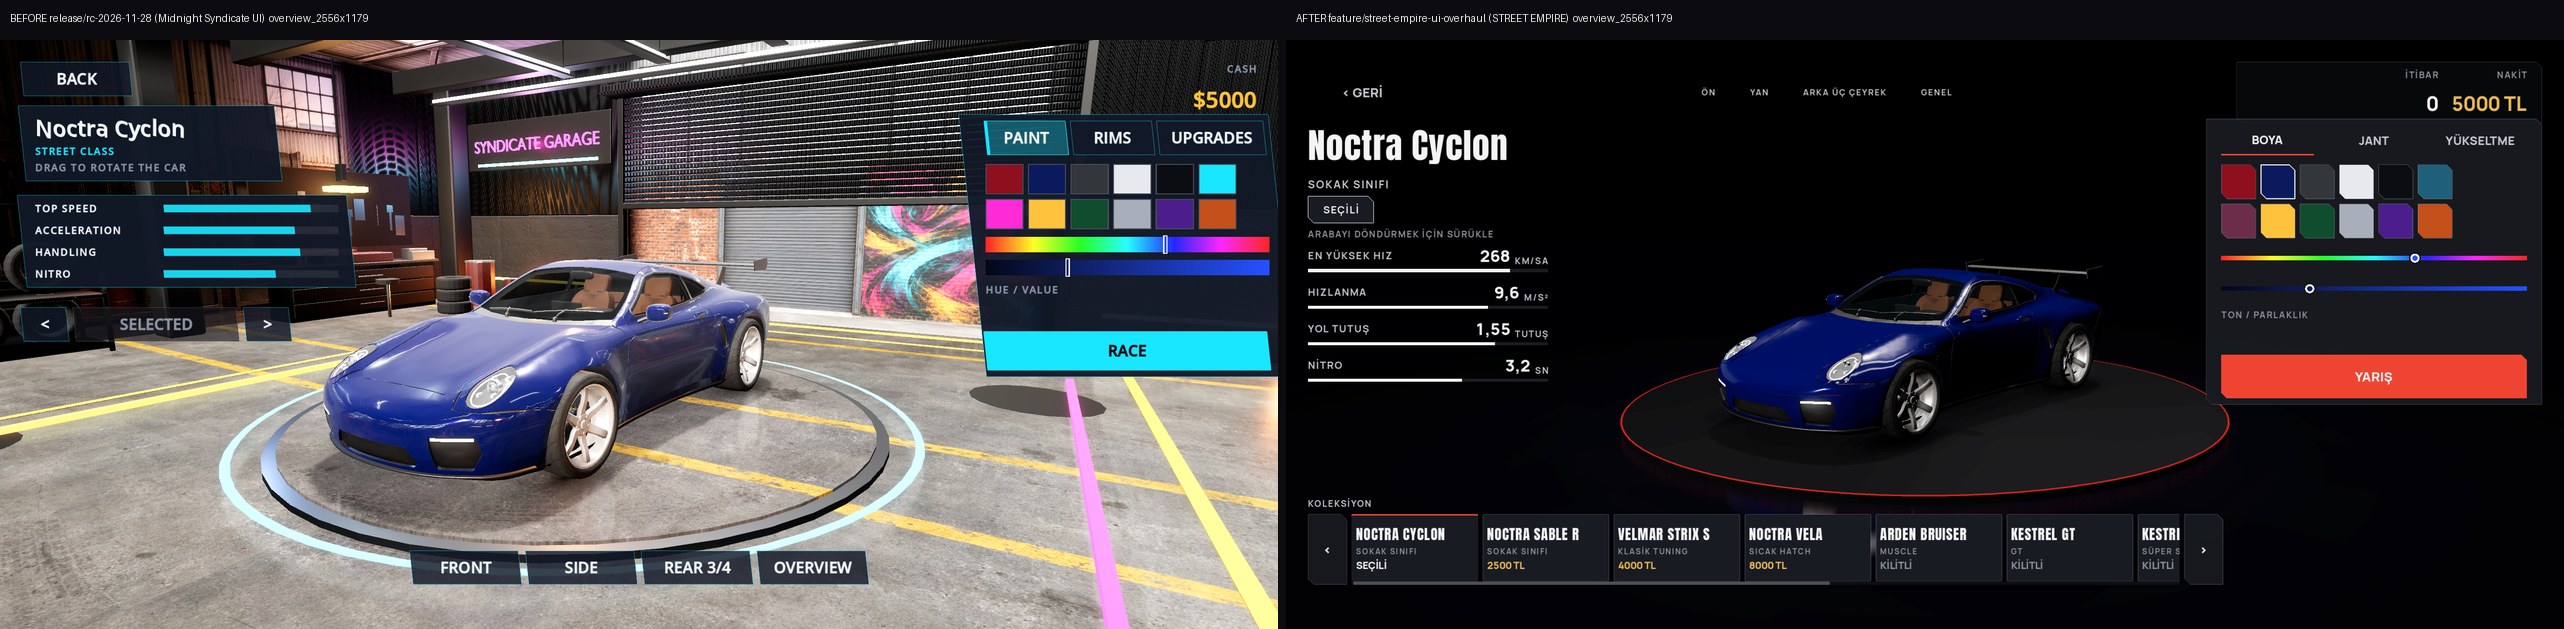 BEFORE release/rc-2026-11-28 (Midnight Syndicate UI) overview_2556x1179
BACK
Noctra Cyclon
STREET CLASS
DRAG TO ROTATE THE CAR
TOP SPEED
ACCELERATION
HANDLING
NITRO
<
SELECTED
>
SYNDICATE GARAGE
CASH
$5000
PAINT RIMS UPGRADES
HUE / VALUE
RACE
FRONT SIDE REAR 3/4 OVERVIEW
AFTER feature/street-empire-ui-overhaul (STREET EMPIRE) overview_2556x1179
‹ GERİ
ÖN YAN ARKA ÜÇ ÇEYREK GENEL
İTİBAR NAKİT
0 5000 TL
Noctra Cyclon
SOKAK SINIFI
SEÇİLİ
ARABAYI DÖNDÜRMEK İÇİN SÜRÜKLE
EN YÜKSEK HIZ 268 KM/SA
HIZLANMA 9,6 M/S²
YOL TUTUŞ 1,55 TUTUŞ
NİTRO 3,2 SN
BOYA JANT YÜKSELTME
TON / PARLAKLIK
YARIŞ
KOLEKSİYON
‹
NOCTRA CYCLON
SOKAK SINIFI
SEÇİLİ
NOCTRA SABLE R
SOKAK SINIFI
2500 TL
VELMAR STRIX S
KLASİK TUNING
4000 TL
NOCTRA VELA
SICAK HATCH
8000 TL
ARDEN BRUISER
MUSCLE
KİLİTLİ
KESTREL GT
GT
KİLİTLİ
KESTRE
SÜPER S
KİLİTLİ
›